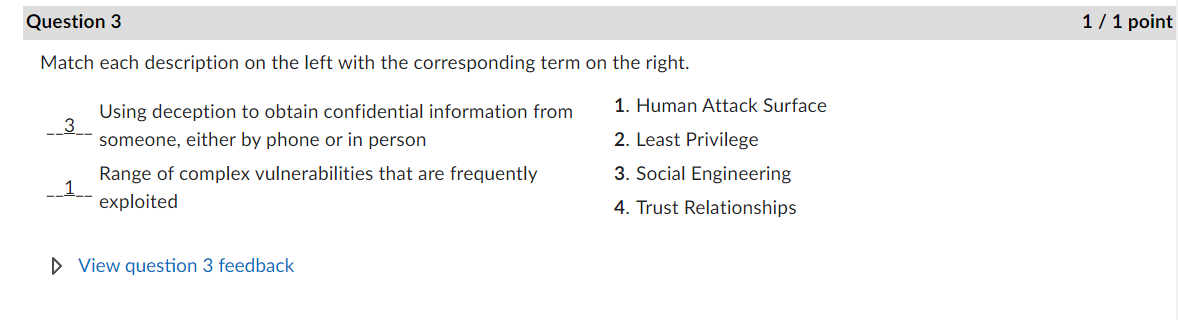 Question 3
1 / 1 point
Match each description on the left with the corresponding term on the right.
__3__ Using deception to obtain confidential information from
someone, either by phone or in person
__1__ Range of complex vulnerabilities that are frequently
exploited
1. Human Attack Surface
2. Least Privilege
3. Social Engineering
4. Trust Relationships
View question 3 feedback